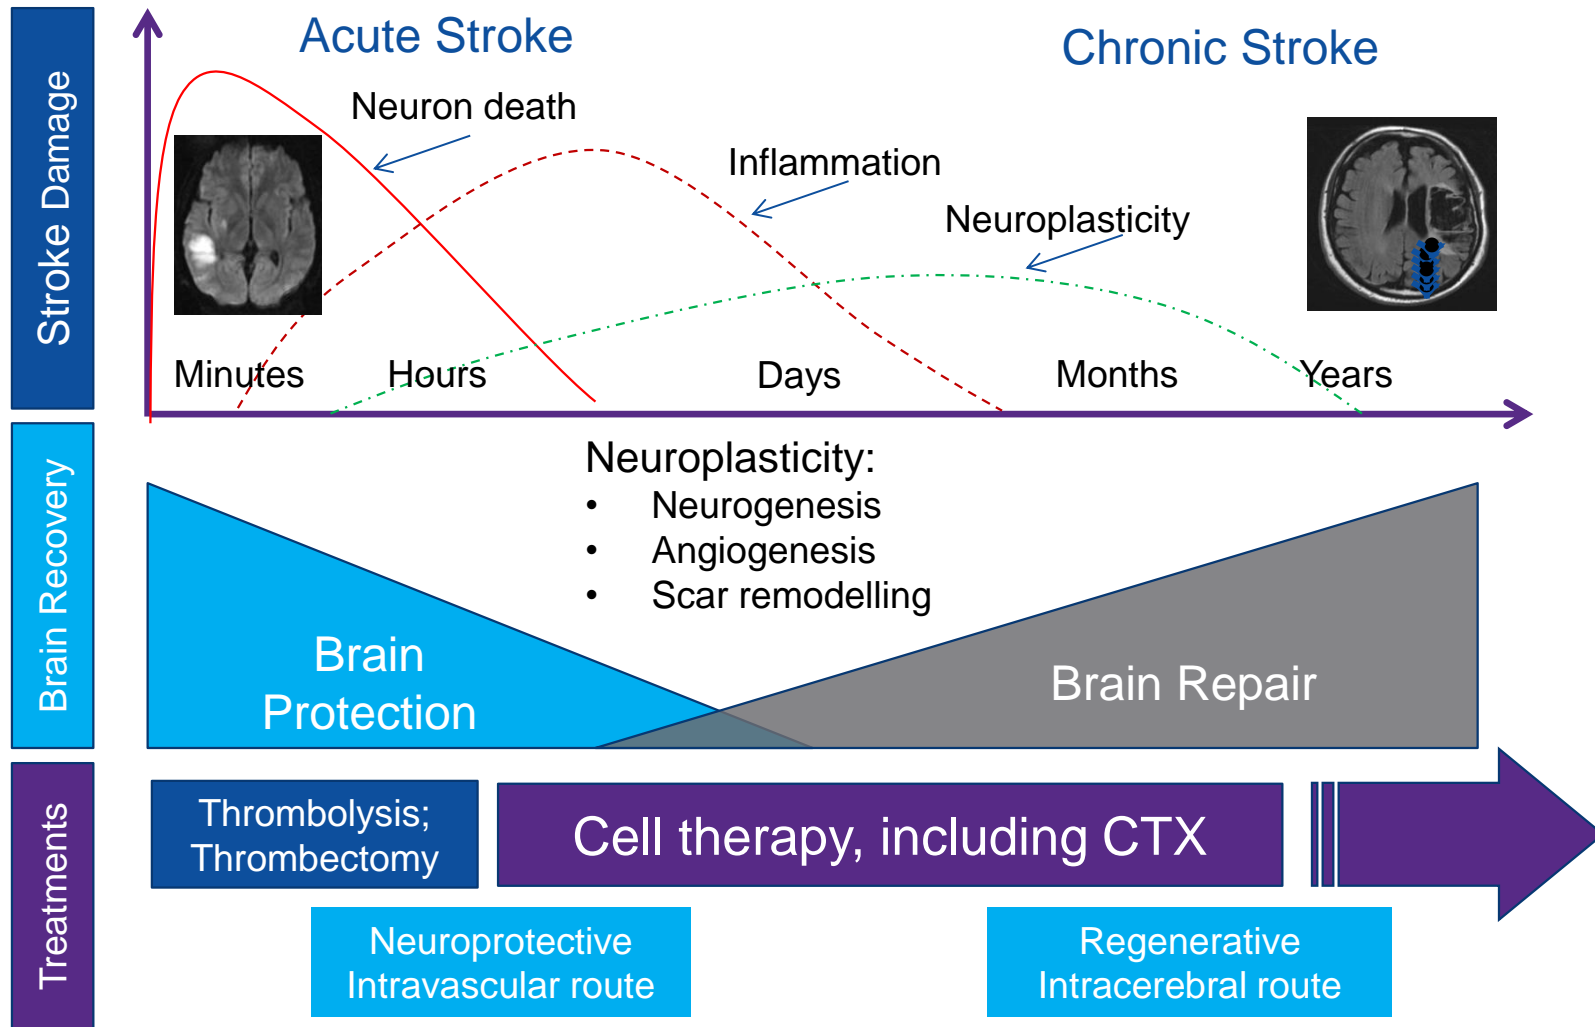 Stroke Damage
Acute Stroke
Chronic Stroke
Neuron death
Inflammation
Neuroplasticity
Minutes
Hours
Days
Months
Years
Brain Recovery
Neuroplasticity:
• Neurogenesis
• Angiogenesis
• Scar remodelling
Brain
Protection
Brain Repair
Treatments
Thrombolysis;
Thrombectomy
Cell therapy, including CTX
Neuroprotective
Intravascular route
Regenerative
Intracerebral route